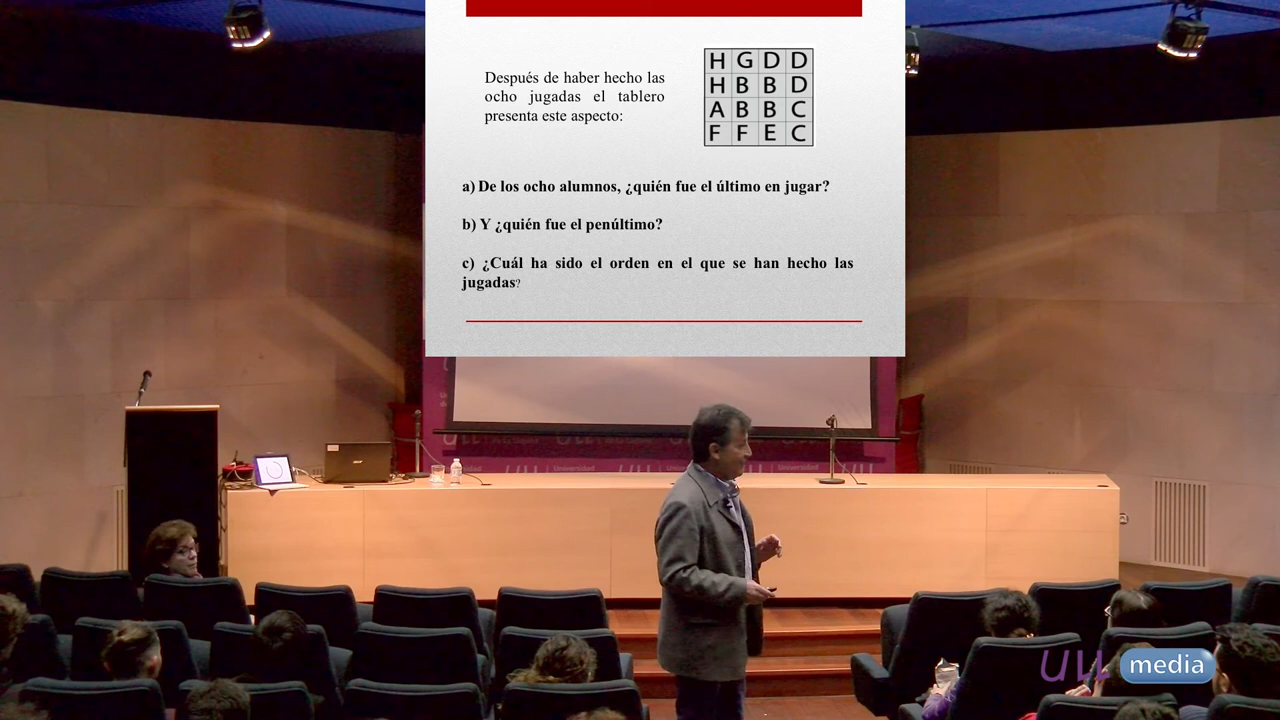 Después de haber hecho las
ocho jugadas el tablero
presenta este aspecto:
H G D D
H B B D
A B B C
F F E C
a) De los ocho alumnos, ¿quién fue el último en jugar?
b) Y ¿quién fue el penúltimo?
c) ¿Cuál ha sido el orden en el que se han hecho las
jugadas?
ULL media